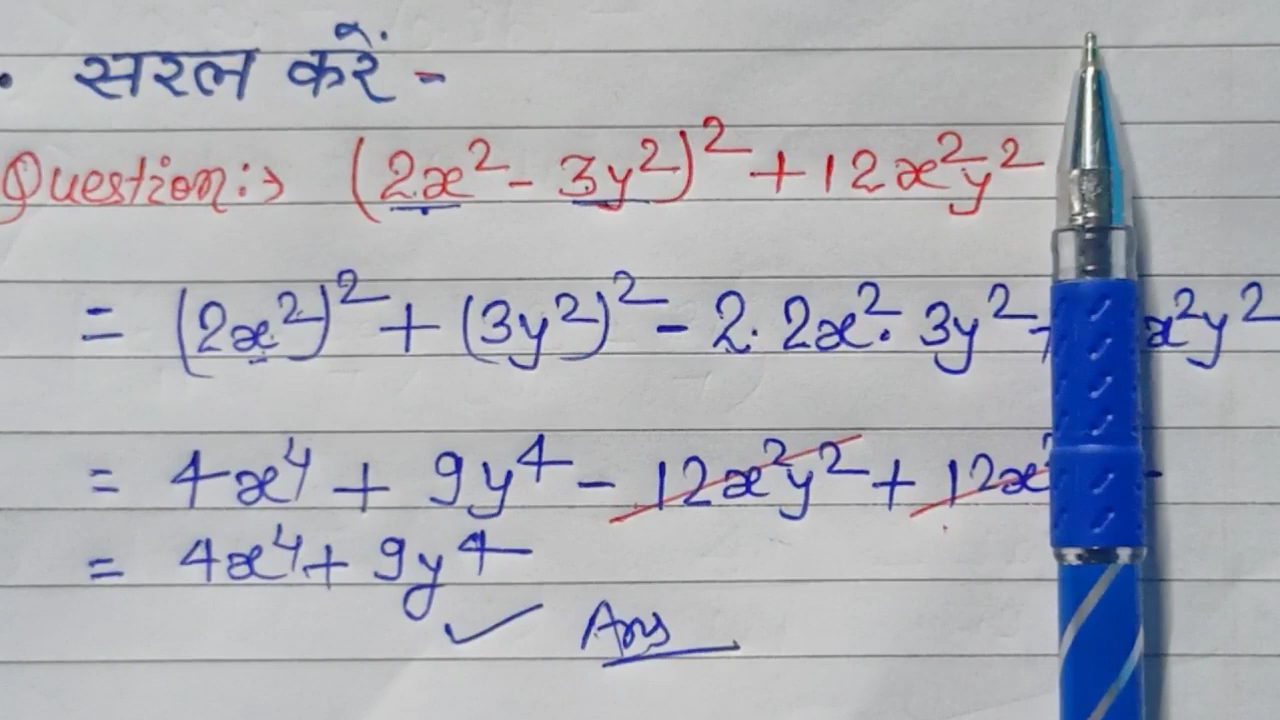 • सरल करें -
Question:→ (2x²- 3y²)² + 12x²y²
= (2x²)² + (3y²)² - 2. 2x². 3y² x²y²
= 4x⁴ + 9y⁴ - 12x²y² + 12x
= 4x⁴ + 9y⁴
Ans